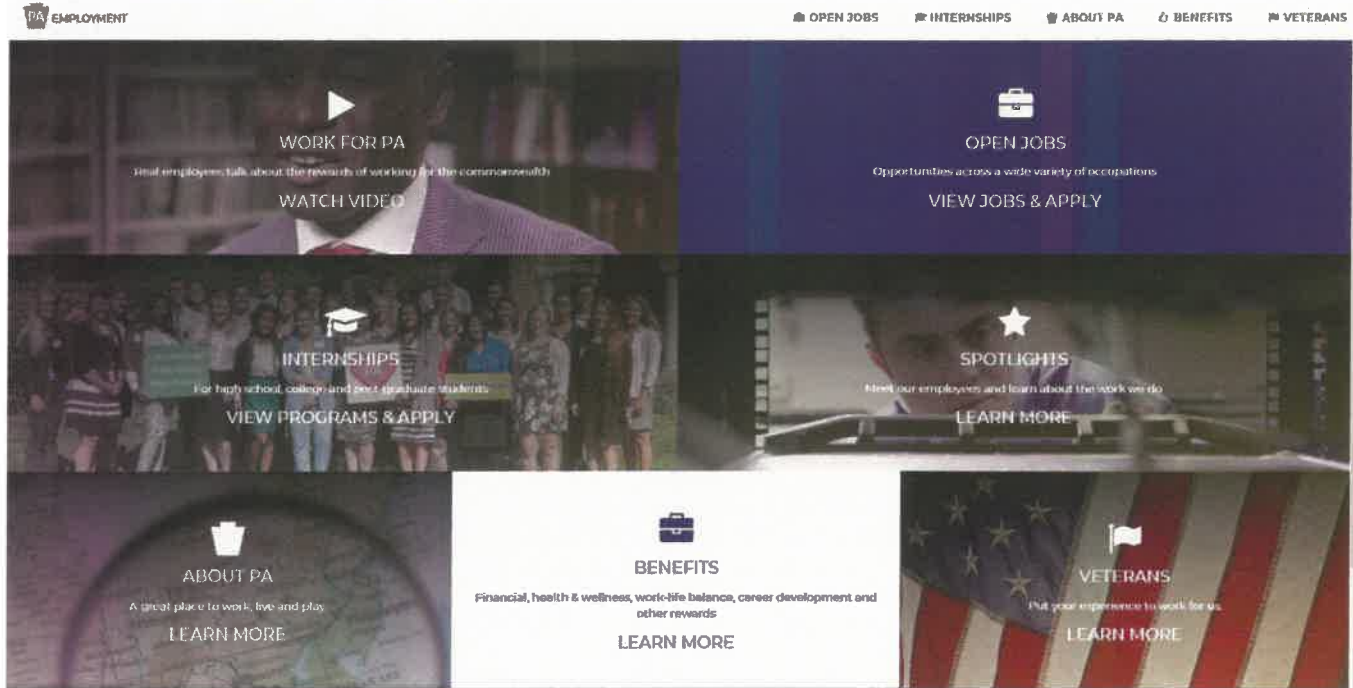 PA EMPLOYMENT
OPEN JOBS
INTERNSHIPS
ABOUT PA
BENEFITS
VETERANS
WORK FOR PA
Real employees talk about the rewards of working for the commonwealth
WATCH VIDEO
OPEN JOBS
Opportunities across a wide variety of occupations
VIEW JOBS & APPLY
INTERNSHIPS
For high school, college and post-graduate students
VIEW PROGRAMS & APPLY
SPOTLIGHTS
Meet our employees and learn about the work we do
LEARN MORE
ABOUT PA
A great place to work, live and play
LEARN MORE
BENEFITS
Financial, health & wellness, work-life balance, career development and
other rewards
LEARN MORE
VETERANS
Put your experience to work for us
LEARN MORE